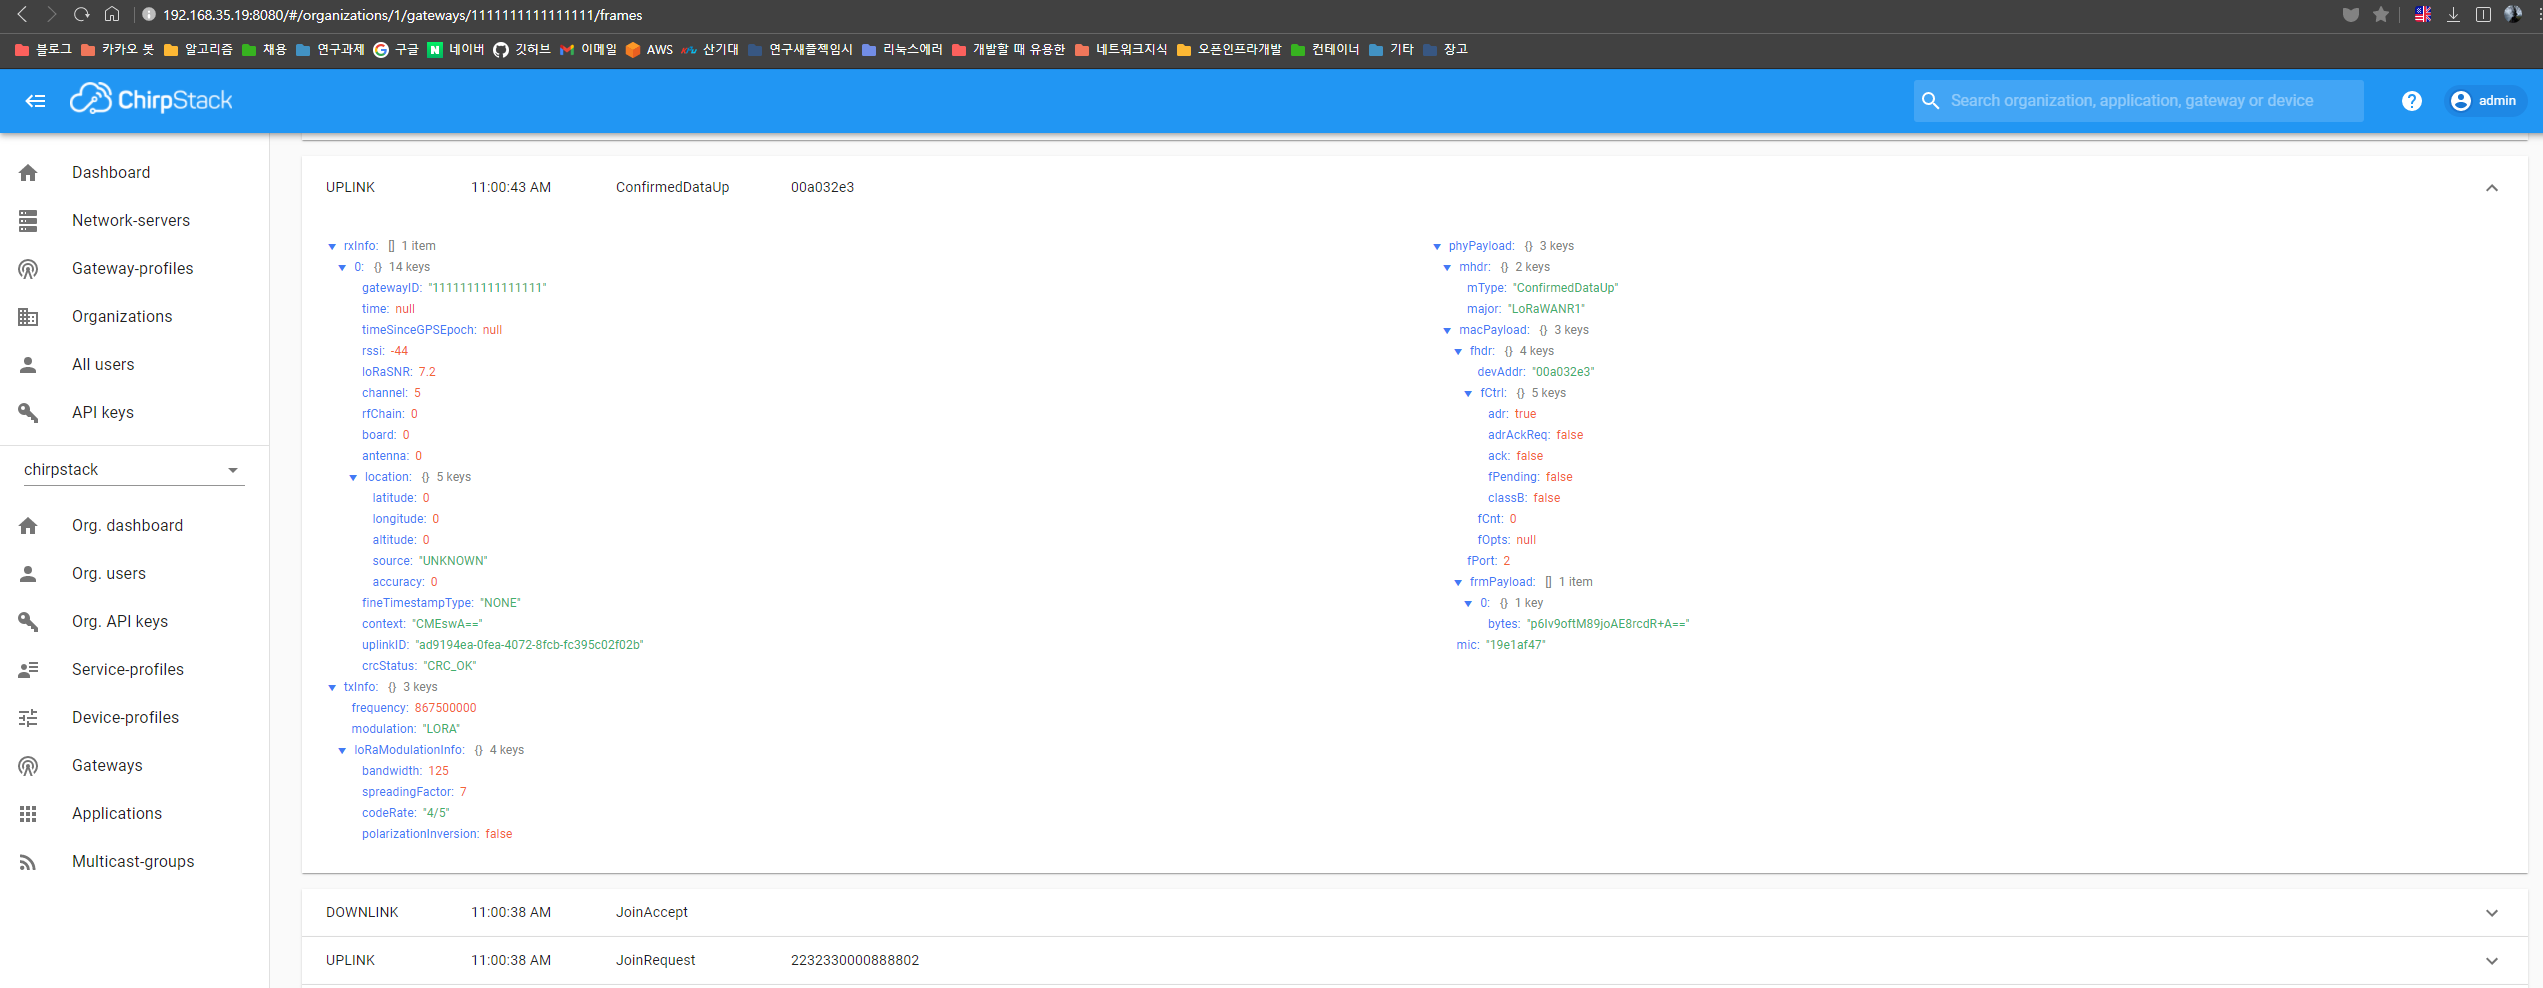 192.168.35.19:8080/#/organizations/1/gateways/1111111111111111/frames
블로그 카카오 봇 알고리즘 채용 연구과제 구글 네이버 깃허브 이메일 AWS 산기대 연구새플젝임시 리눅스에러 개발할 때 유용한 네트워크지식 오픈인프라개발 컨테이너 기타 장고
ChirpStack
Search organization, application, gateway or device
? admin
Dashboard
Network-servers
Gateway-profiles
Organizations
All users
API keys
chirpstack
Org. dashboard
Org. users
Org. API keys
Service-profiles
Device-profiles
Gateways
Applications
Multicast-groups
UPLINK 11:00:43 AM ConfirmedDataUp 00a032e3
rxInfo: [] 1 item
0: {} 14 keys
gatewayID: "1111111111111111"
time: null
timeSinceGPSEpoch: null
rssi: -44
loRaSNR: 7.2
channel: 5
rfChain: 0
board: 0
antenna: 0
location: {} 5 keys
latitude: 0
longitude: 0
altitude: 0
source: "UNKNOWN"
accuracy: 0
fineTimestampType: "NONE"
context: "CMEswA=="
uplinkID: "ad9194ea-0fea-4072-8fcb-fc395c02f02b"
crcStatus: "CRC_OK"
txInfo: {} 3 keys
frequency: 867500000
modulation: "LORA"
loRaModulationInfo: {} 4 keys
bandwidth: 125
spreadingFactor: 7
codeRate: "4/5"
polarizationInversion: false
phyPayload: {} 3 keys
mhdr: {} 2 keys
mType: "ConfirmedDataUp"
major: "LoRaWANR1"
macPayload: {} 3 keys
fhdr: {} 4 keys
devAddr: "00a032e3"
fCtrl: {} 5 keys
adr: true
adrAckReq: false
ack: false
fPending: false
classB: false
fCnt: 0
fOpts: null
fPort: 2
frmPayload: [] 1 item
0: {} 1 key
bytes: "p6Iv9oftM89joAE8rcdR+A=="
mic: "19e1af47"
DOWNLINK 11:00:38 AM JoinAccept
UPLINK 11:00:38 AM JoinRequest 2232330000888802